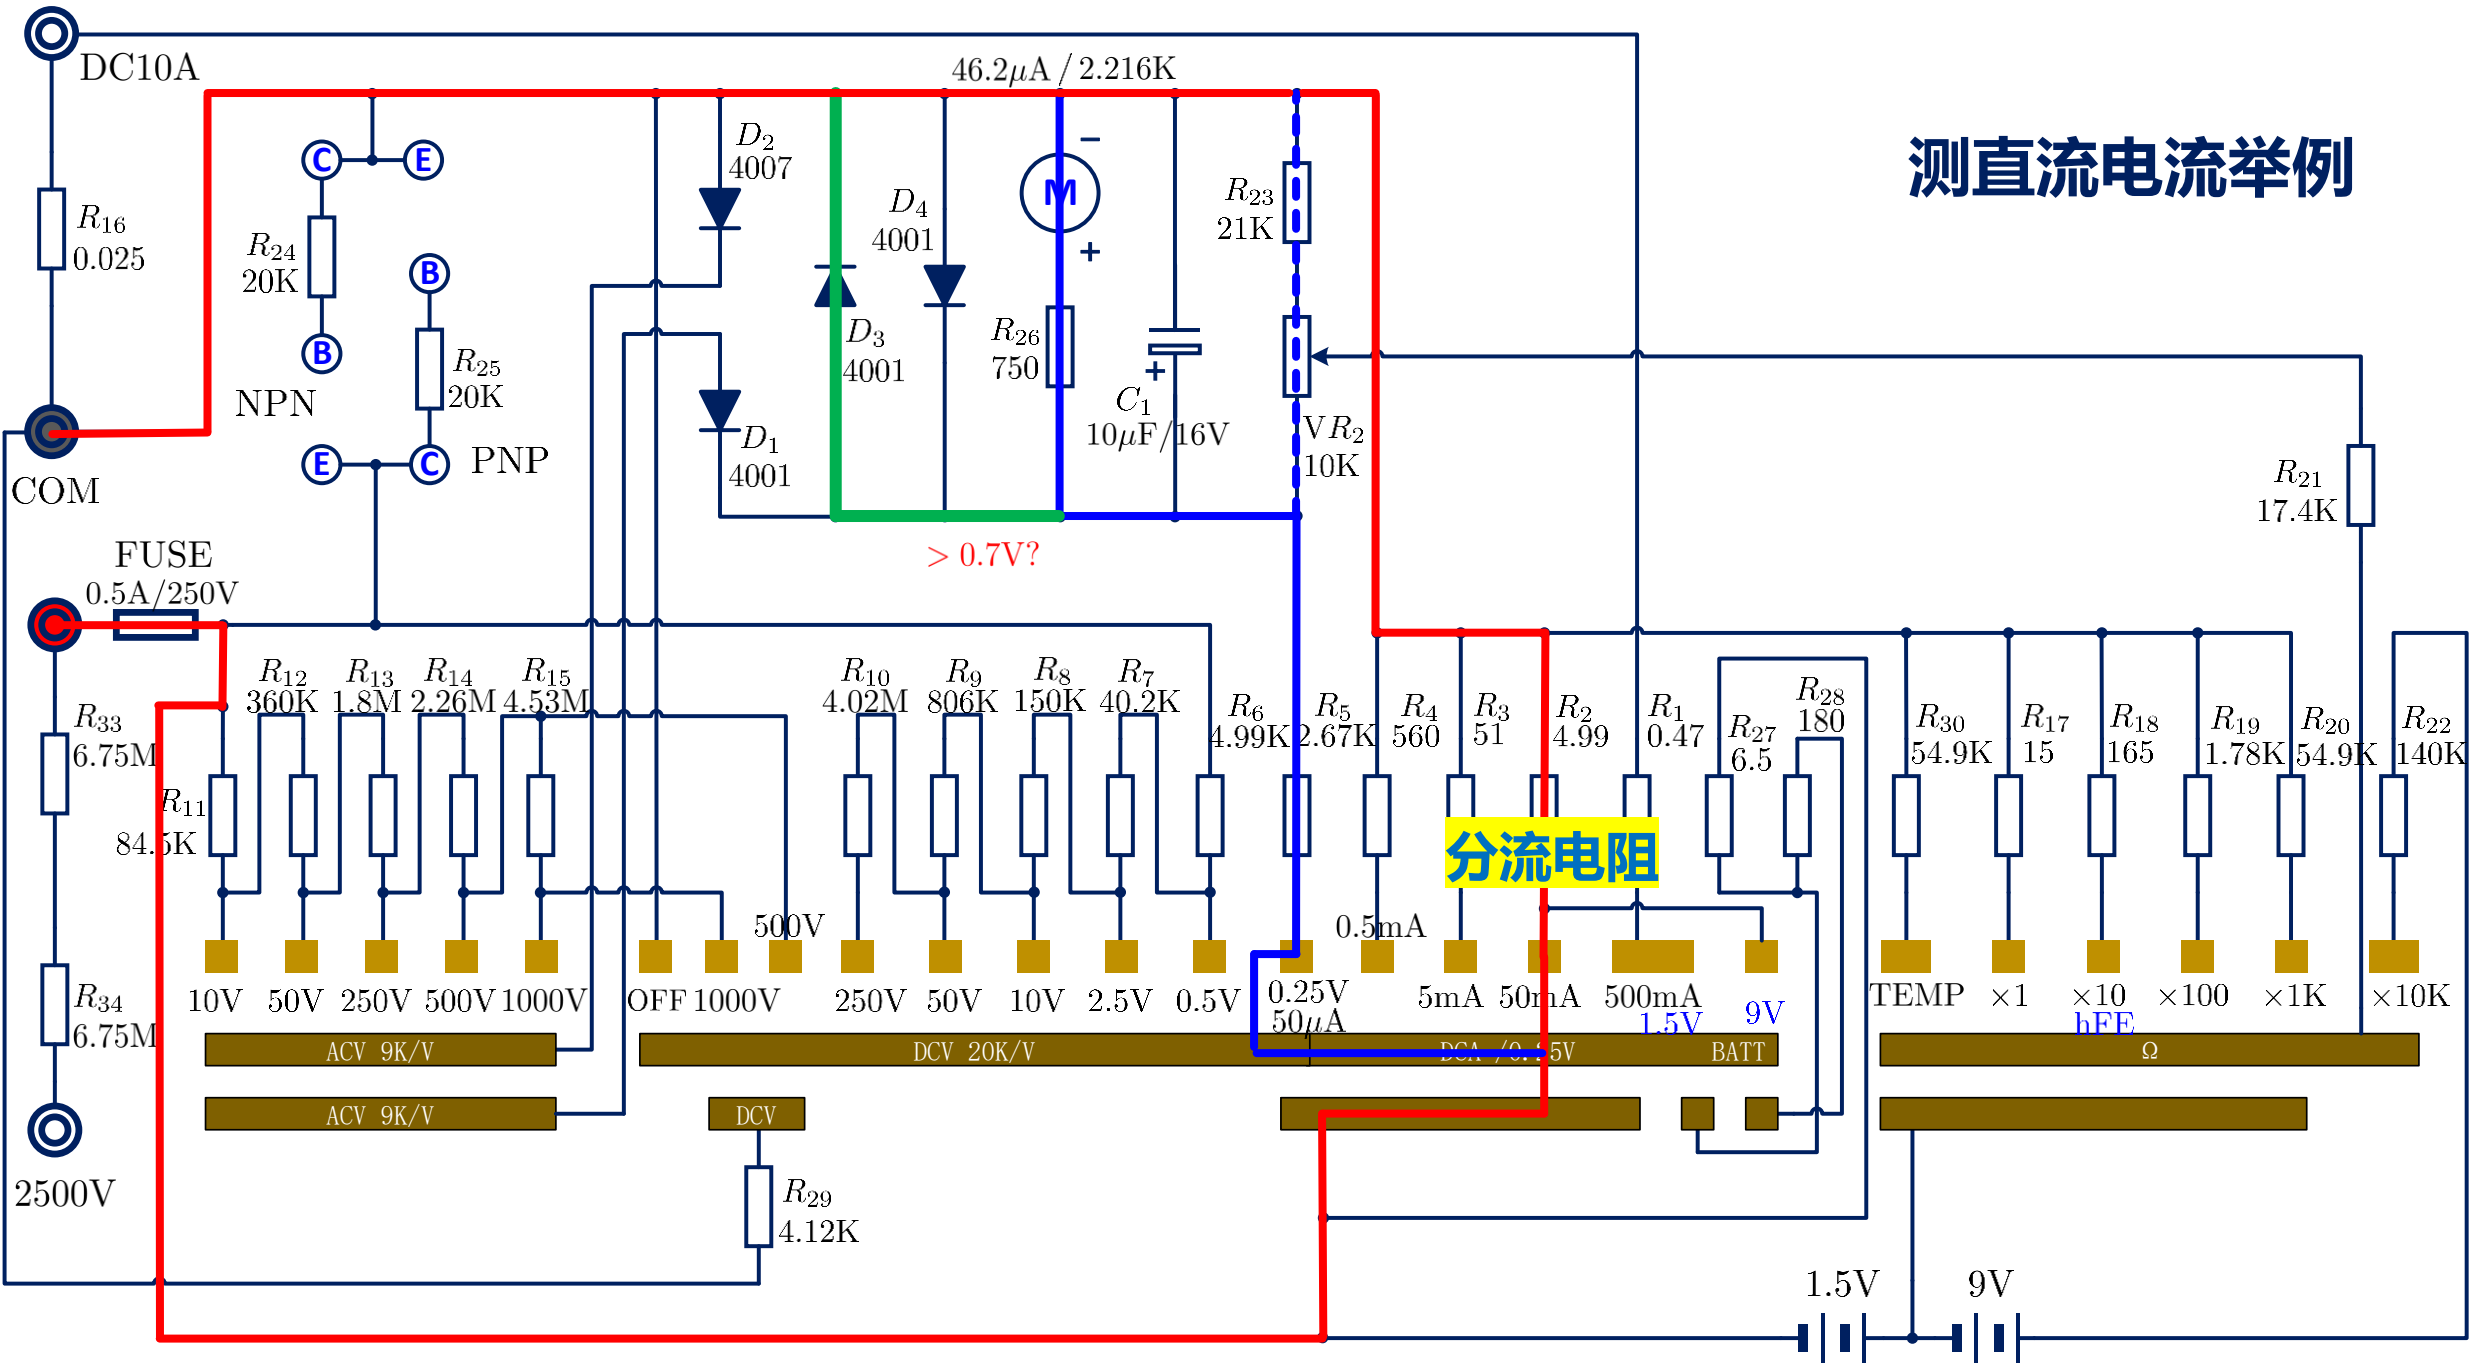 DC10A
46.2μA / 2.216K
测直流电流举例
D2
4007
C
E
R16
0.025
R24
20K
B
B
NPN
R25
20K
E
C
PNP
COM
D4
4001
M
−
+
R23
21K
D3
4001
R26
750
+
C1
10μF/16V
VR2
10K
D1
4001
R21
17.4K
> 0.7V?
FUSE
0.5A/250V
R33
6.75M
R34
6.75M
2500V
R11
84.5K
R12
360K
R13
1.8M
R14
2.26M
R15
4.53M
R10
4.02M
R9
806K
R8
150K
R7
40.2K
R6
4.99K
R5
2.67K
R4
560
R3
51
R2
4.99
R1
0.47
R27
6.5
R28
180
R30
54.9K
R17
15
R18
165
R19
1.78K
R20
54.9K
R22
140K
分流电阻
500V
0.5mA
10V
50V
250V
500V
1000V
OFF
1000V
250V
50V
10V
2.5V
0.5V
0.25V
50μA
5mA
50mA
500mA
1.5V
9V
TEMP
×1
×10
hFE
×100
×1K
×10K
ACV 9K/V
DCV 20K/V
DCA /0.25V
BATT
Ω
ACV 9K/V
DCV
R29
4.12K
1.5V
9V